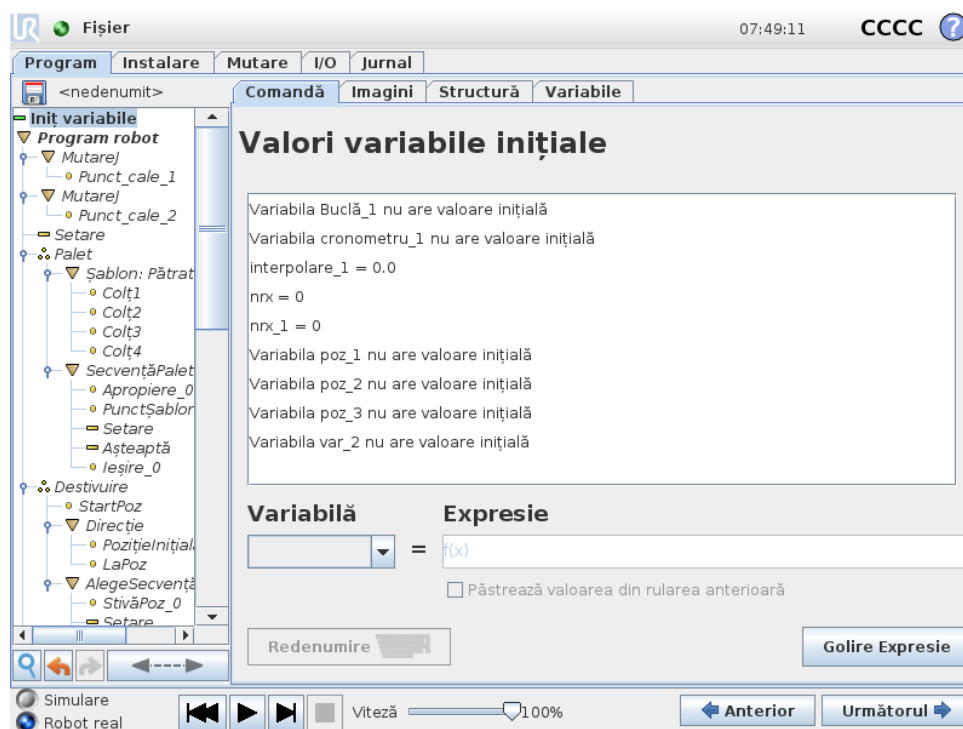 UR Fișier 07:49:11 CCCC ?
Program Instalare Mutare I/O Jurnal
<nedenumit> Comandă Imagini Structură Variabile
Iniț variabile
Program robot
MutareJ
Punct_cale_1
MutareJ
Punct_cale_2
Setare
Palet
Șablon: Pătrat
Colț1
Colț2
Colț3
Colț4
SecvențăPalet
Apropiere_0
PunctȘablon
Setare
Așteaptă
Ieșire_0
Destivuire
StartPoz
Direcție
PozițieInițial
LaPoz
AlegeSecvență
StivăPoz_0
Setare
Valori variabile inițiale
Variabila Buclă_1 nu are valoare inițială
Variabila cronometru_1 nu are valoare inițială
interpolare_1 = 0.0
nrx = 0
nrx_1 = 0
Variabila poz_1 nu are valoare inițială
Variabila poz_2 nu are valoare inițială
Variabila poz_3 nu are valoare inițială
Variabila var_2 nu are valoare inițială
Variabilă Expresie
= f(x)
Păstrează valoarea din rularea anterioară
Redenumire Golire Expresie
Simulare
Robot real
Viteză 100% Anterior Următorul